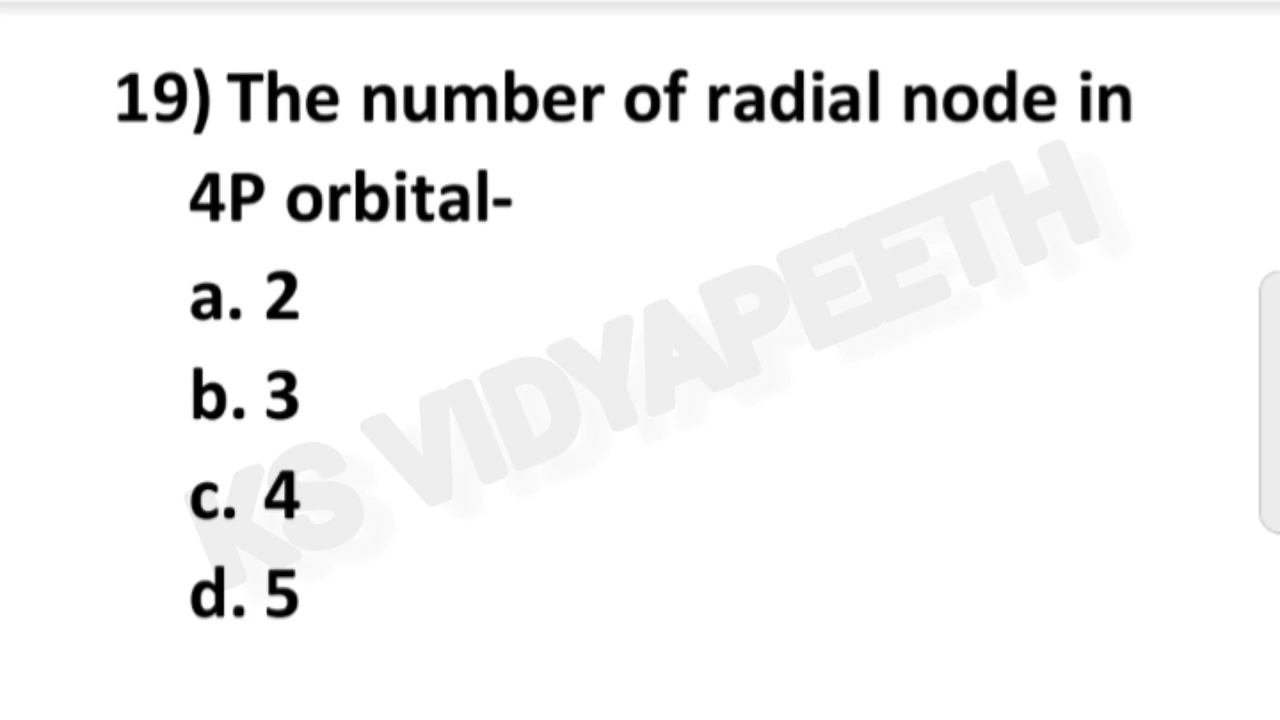 19) The number of radial node in
4P orbital-
a. 2
b. 3
c. 4
d. 5
KS VIDYAPEETH